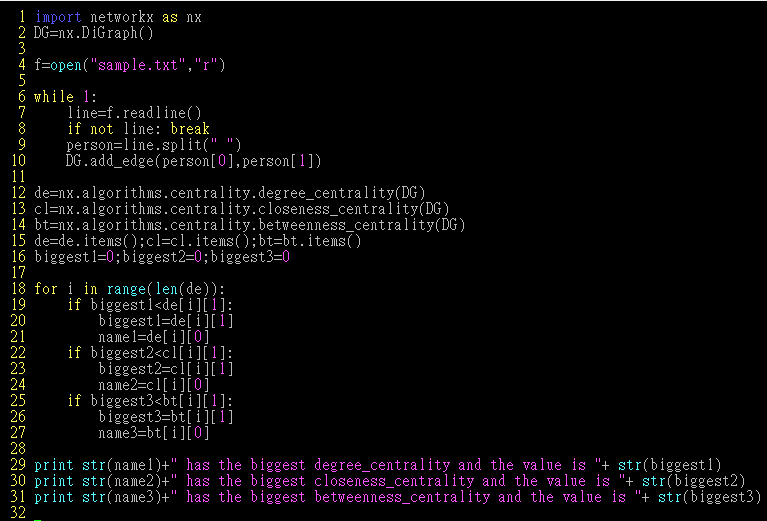 1 import networkx as nx
2 DG=nx.DiGraph()
3
4 f=open("sample.txt","r")
5
6 while 1:
7     line=f.readline()
8     if not line: break
9     person=line.split(" ")
10     DG.add_edge(person[0],person[1])
11
12 de=nx.algorithms.centrality.degree_centrality(DG)
13 cl=nx.algorithms.centrality.closeness_centrality(DG)
14 bt=nx.algorithms.centrality.betweenness_centrality(DG)
15 de=de.items();cl=cl.items();bt=bt.items()
16 biggest1=0;biggest2=0;biggest3=0
17
18 for i in range(len(de)):
19     if biggest1<de[i][1]:
20         biggest1=de[i][1]
21         name1=de[i][0]
22     if biggest2<cl[i][1]:
23         biggest2=cl[i][1]
24         name2=cl[i][0]
25     if biggest3<bt[i][1]:
26         biggest3=bt[i][1]
27         name3=bt[i][0]
28
29 print str(name1)+" has the biggest degree_centrality and the value is "+ str(biggest1)
30 print str(name2)+" has the biggest closeness_centrality and the value is "+ str(biggest2)
31 print str(name3)+" has the biggest betweenness_centrality and the value is "+ str(biggest3)
32